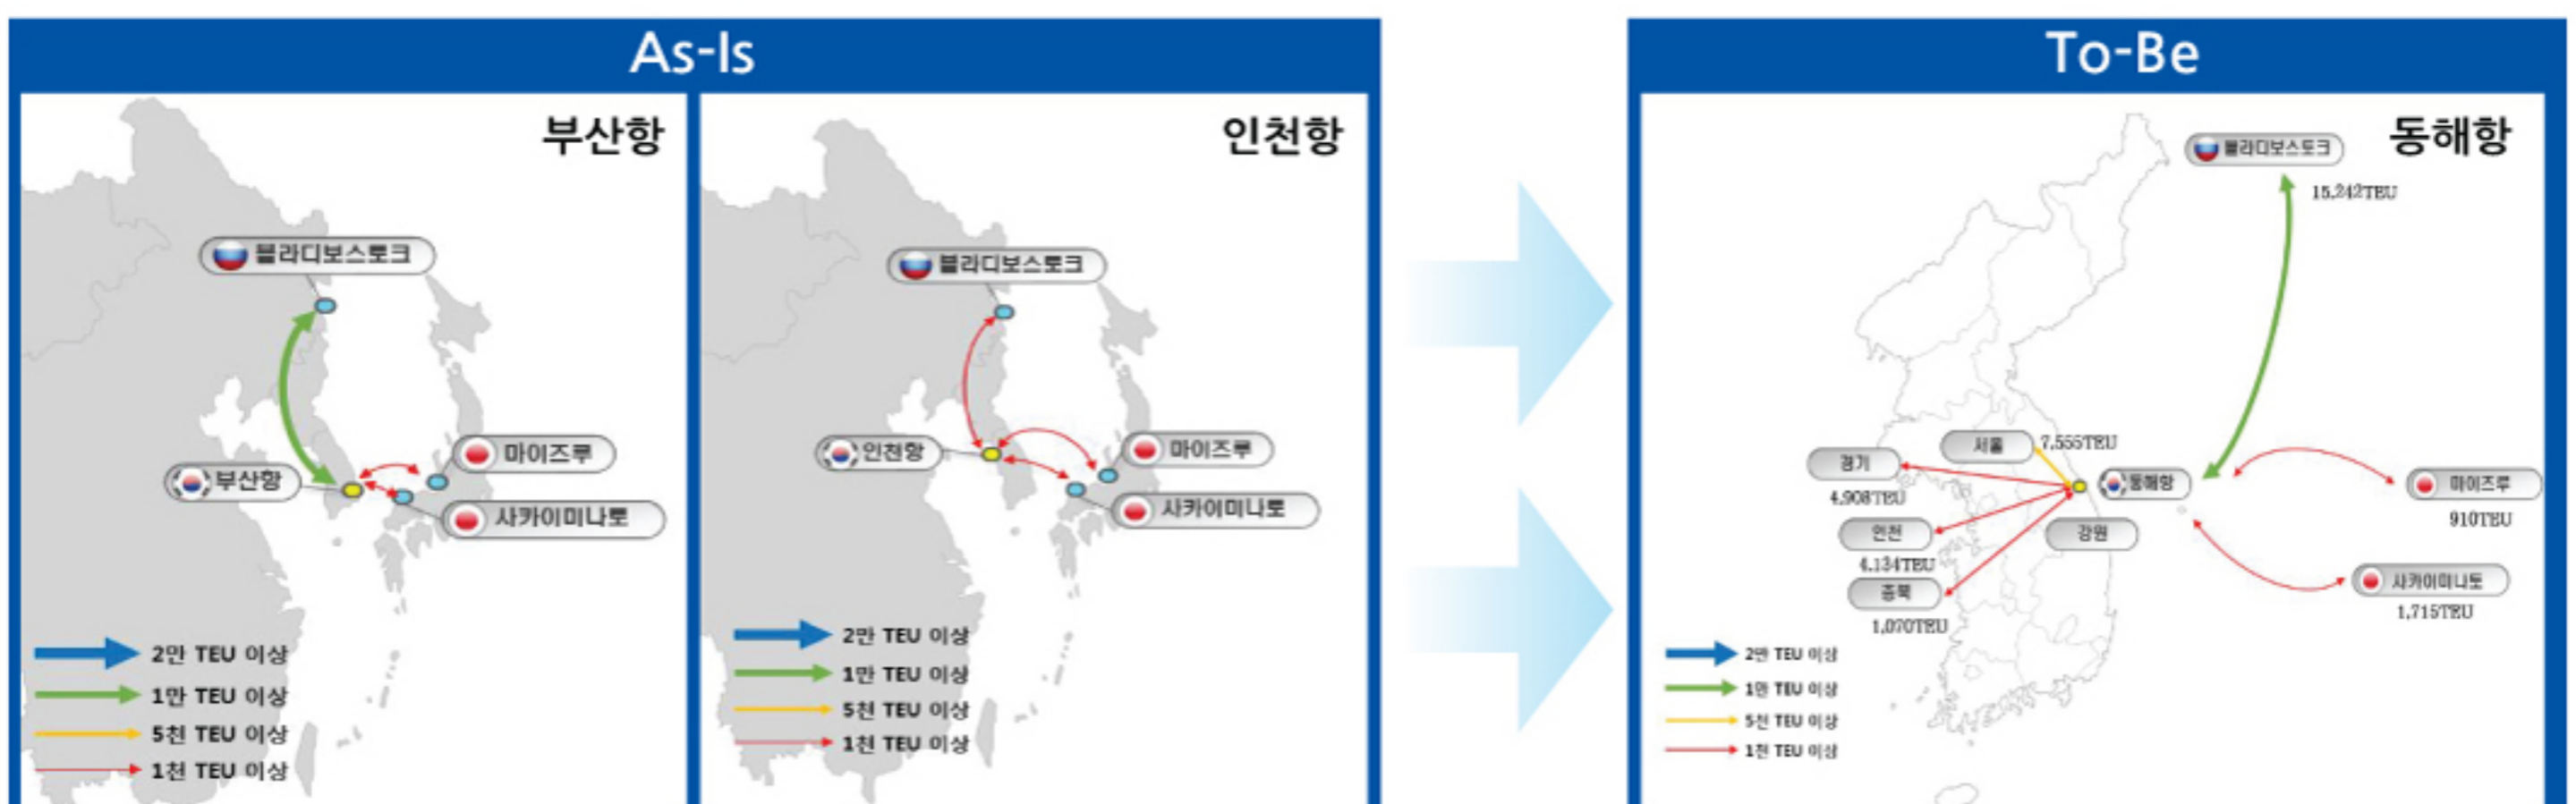 As-Is
부산항
블라디보스토크
부산항
마이즈루
사카이미나토
2만 TEU 이상
1만 TEU 이상
5천 TEU 이상
1천 TEU 이상
인천항
블라디보스토크
인천항
마이즈루
사카이미나토
2만 TEU 이상
1만 TEU 이상
5천 TEU 이상
1천 TEU 이상
To-Be
동해항
블라디보스토크
15,242TEU
서울
7,555TEU
경기
4,908TEU
동해항
마이즈루
910TEU
인천
4,134TEU
강원
충북
1,070TEU
사카이미나토
1,715TEU
2만 TEU 이상
1만 TEU 이상
5천 TEU 이상
1천 TEU 이상